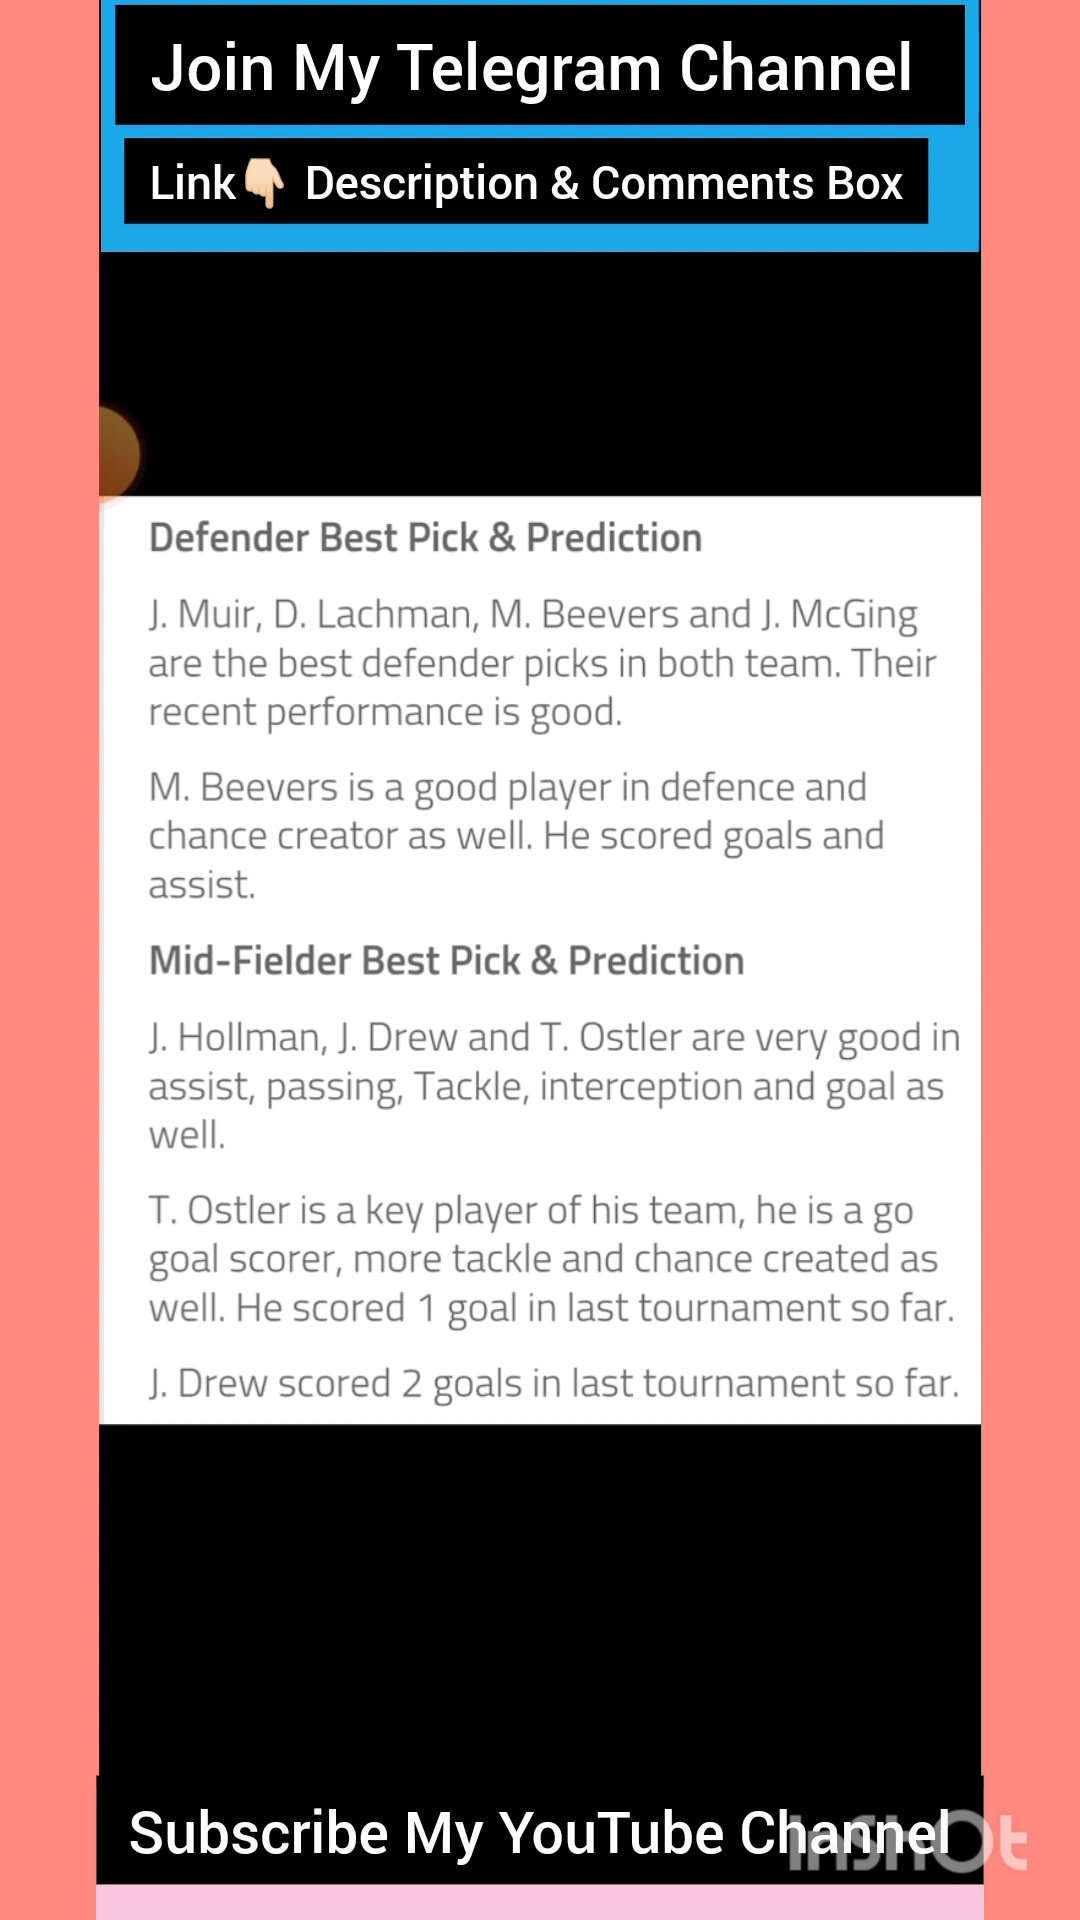 Join My Telegram Channel
Link👇🏻 Description & Comments Box
Defender Best Pick & Prediction
J. Muir, D. Lachman, M. Beevers and J. McGing
are the best defender picks in both team. Their
recent performance is good.
M. Beevers is a good player in defence and
chance creator as well. He scored goals and
assist.
Mid-Fielder Best Pick & Prediction
J. Hollman, J. Drew and T. Ostler are very good in
assist, passing, Tackle, interception and goal as
well.
T. Ostler is a key player of his team, he is a go
goal scorer, more tackle and chance created as
well. He scored 1 goal in last tournament so far.
J. Drew scored 2 goals in last tournament so far.
Subscribe My YouTube Channel
InShOt